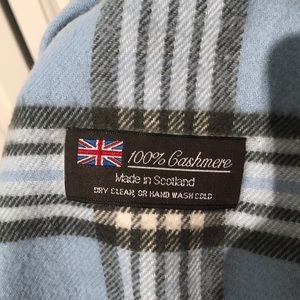 100% Cashmere
Made in Scotland
DRY CLEAN, OR HAND WASH COLD